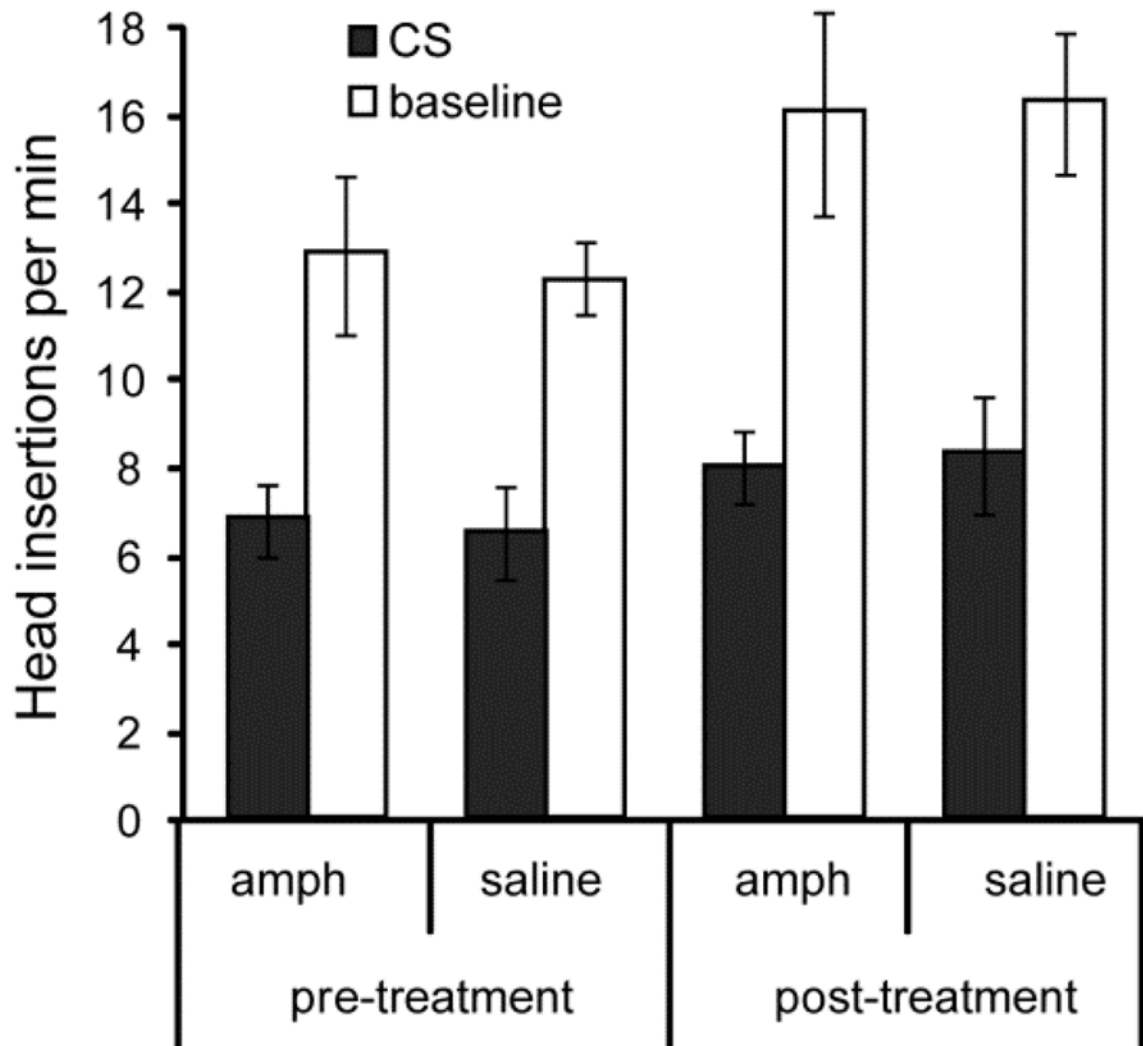 Head insertions per min
18
16
14
12
10
8
6
4
2
0
CS
baseline
amph saline amph saline
pre-treatment post-treatment